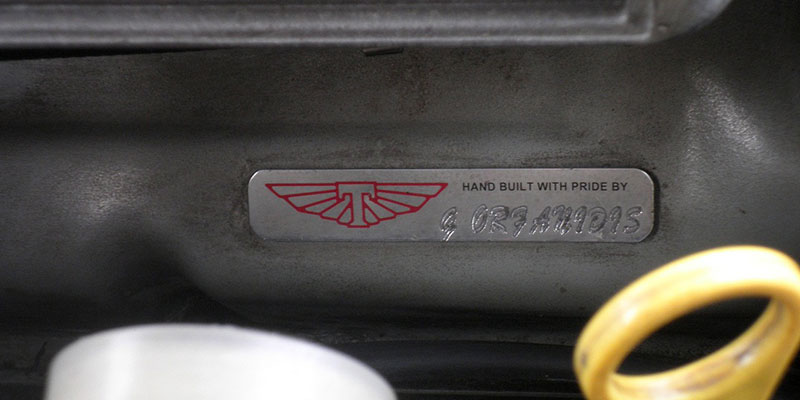 T HAND BUILT WITH PRIDE BY
G ORFANIDIS